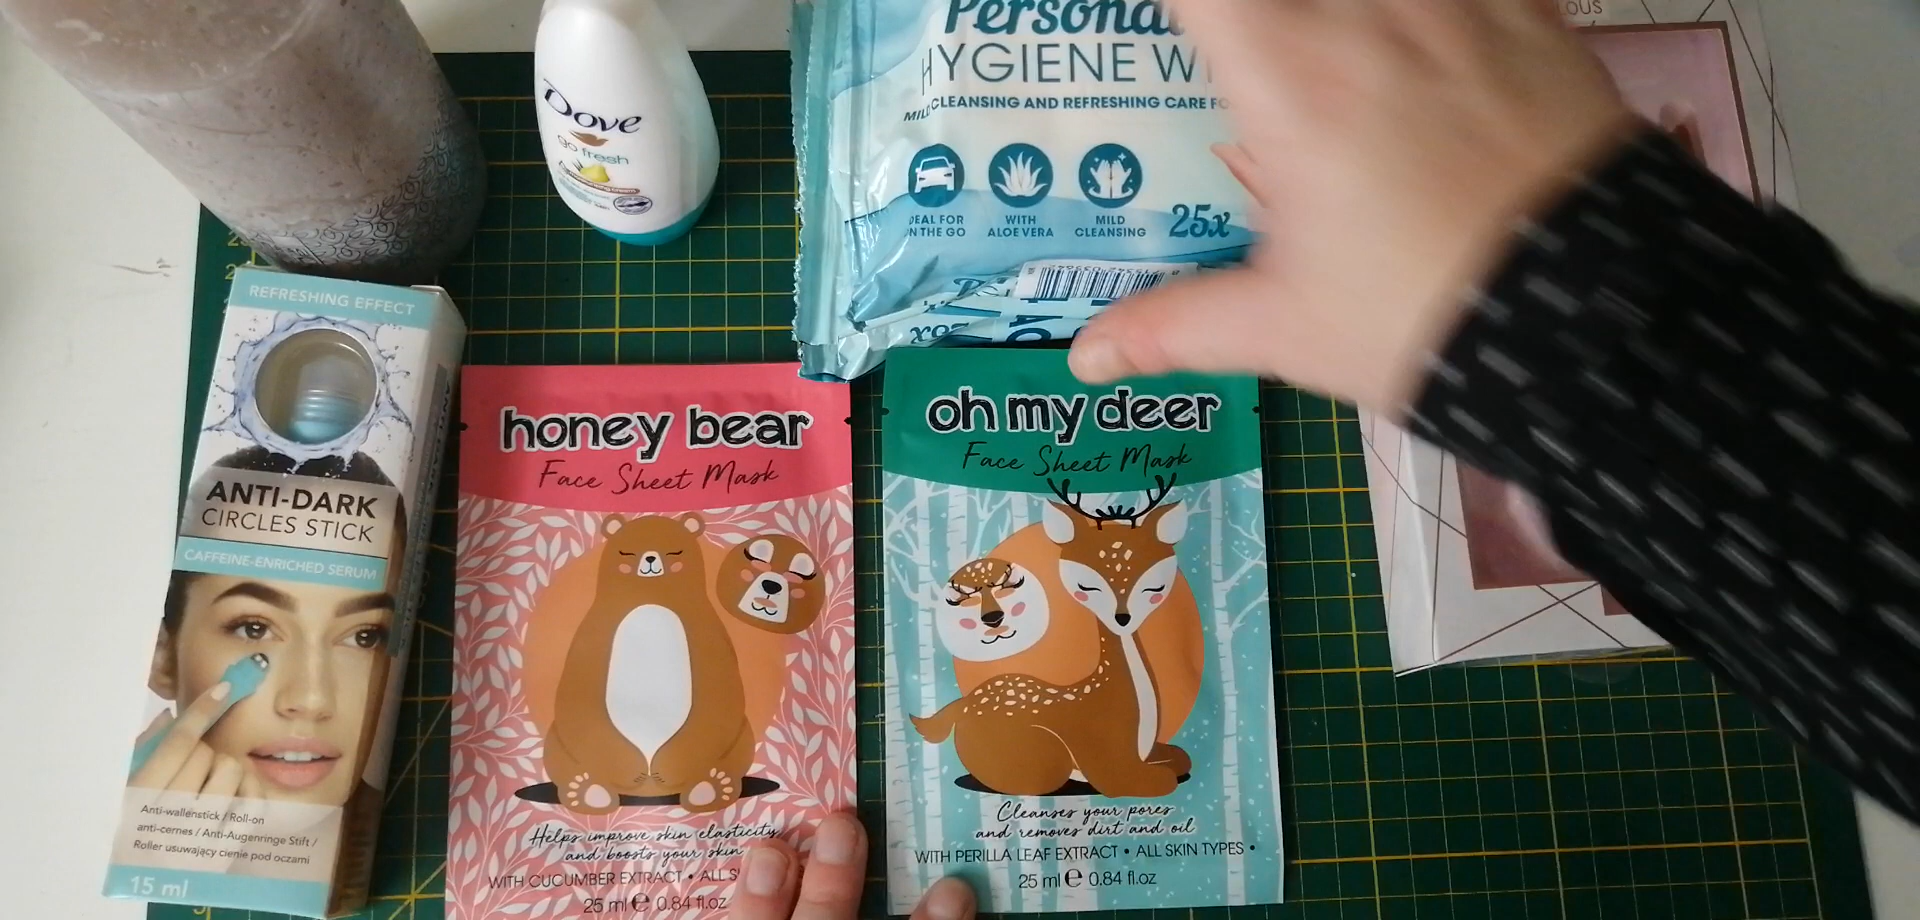 Dove
go fresh
Personal
HYGIENE
MILD CLEANSING AND REFRESHING CARE
DEAL FOR
N THE GO
WITH
ALOE VERA
MILD
CLEANSING
25x
LOUS
REFRESHING EFFECT
ANTI-DARK
CIRCLES STICK
CAFFEINE-ENRICHED SERUM
Anti-wallenstick / Roll-on
anti-cernes / Anti-Augenringe Stift /
Roller usuwający cienie pod oczami
15 ml
honey bear
Face Sheet Mask
Helps improve skin elasticity
and boosts your skin
WITH CUCUMBER EXTRACT • ALL S
25 ml e 0.84 fl.oz
oh my deer
Face Sheet Mask
Cleanses your pores
and removes dirt and oil
WITH PERILLA LEAF EXTRACT • ALL SKIN TYPES •
25 ml e 0.84 fl.oz